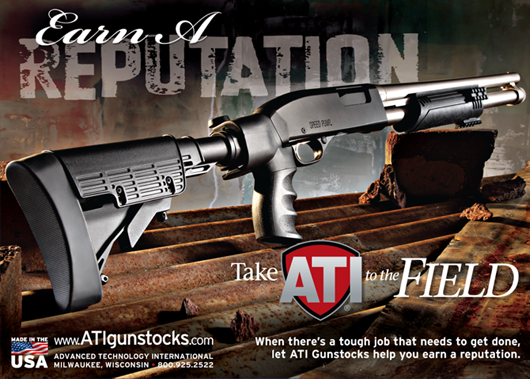 Earn A
REPUTATION
SPEED PUMP
Take ATI to the FIELD
MADE IN THE
USA
www.ATIgunstocks.com
ADVANCED TECHNOLOGY INTERNATIONAL
MILWAUKEE, WISCONSIN · 800.925.2522
When there's a tough job that needs to get done,
let ATI Gunstocks help you earn a reputation.